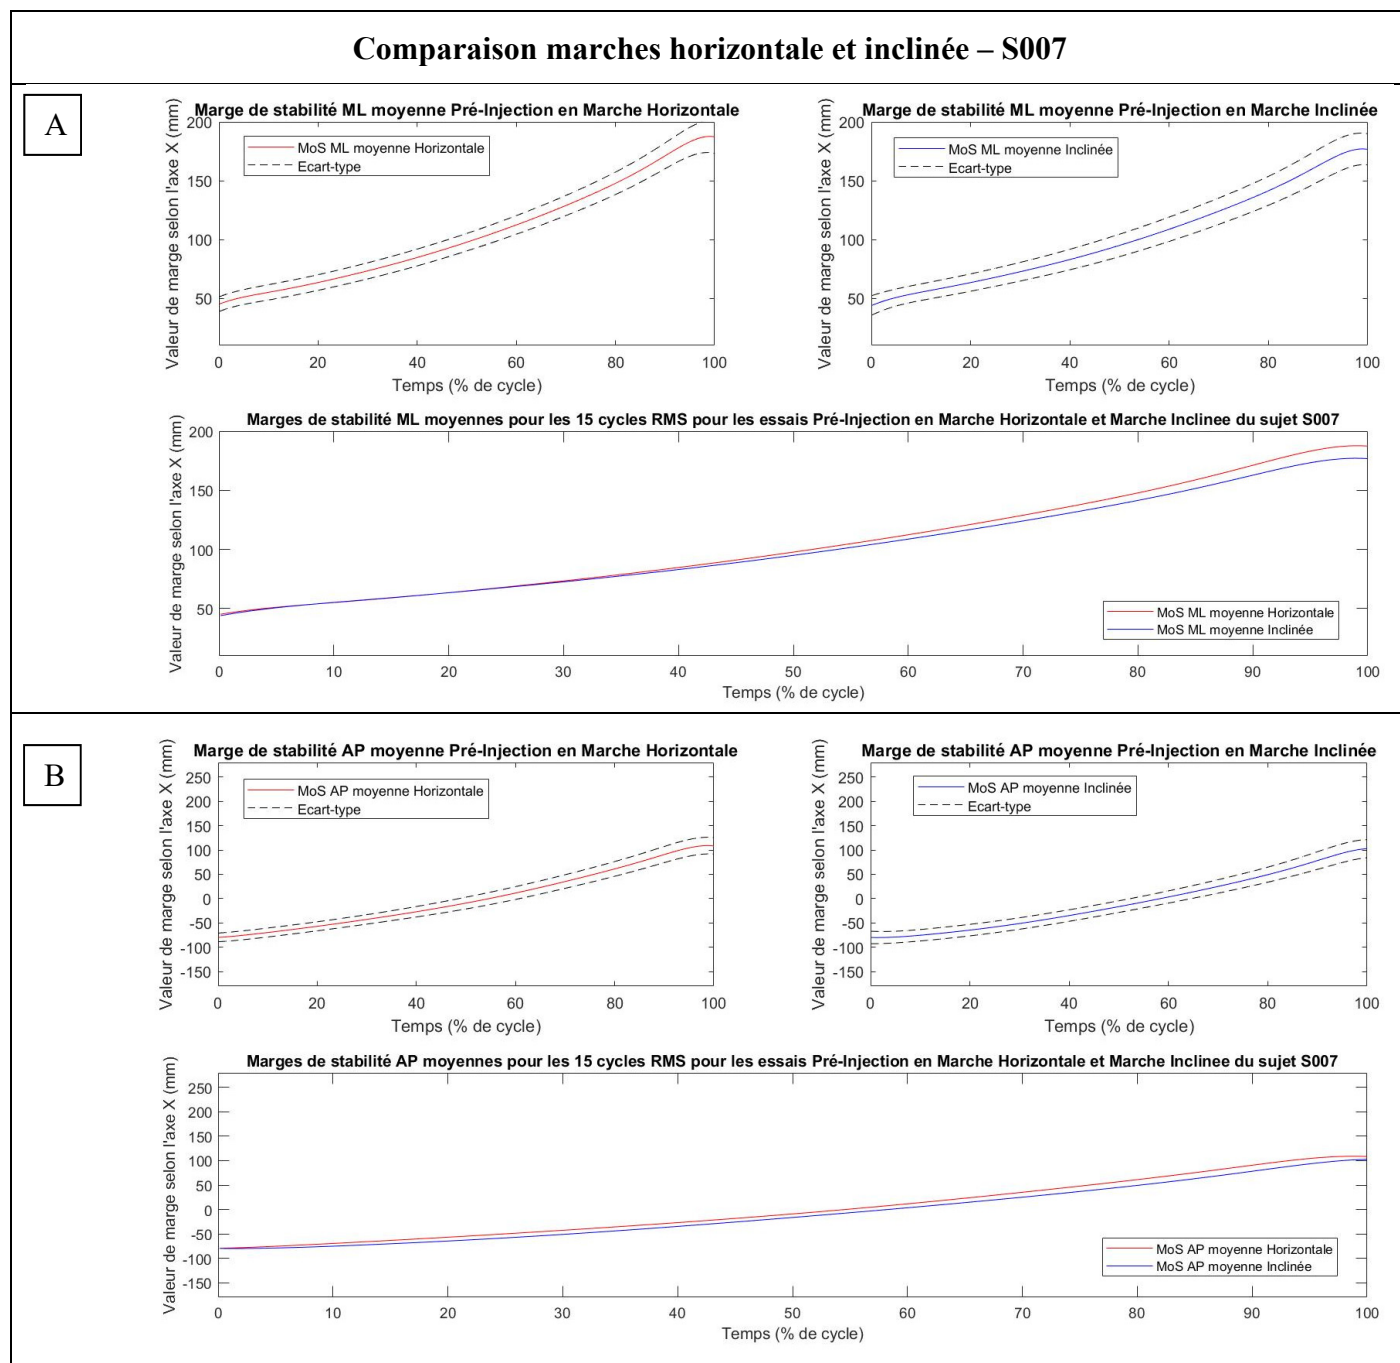 Comparaison marches horizontale et inclinée – S007
A
Marge de stabilité ML moyenne Pré-Injection en Marche Horizontale
Valeur de marge selon l'axe X (mm)
200
150
100
50
MoS ML moyenne Horizontale
Ecart-type
0 20 40 60 80 100
Temps (% de cycle)
Marge de stabilité ML moyenne Pré-Injection en Marche Inclinée
Valeur de marge selon l'axe X (mm)
200
150
100
50
MoS ML moyenne Inclinée
Ecart-type
0 20 40 60 80 100
Temps (% de cycle)
Marges de stabilité ML moyennes pour les 15 cycles RMS pour les essais Pré-Injection en Marche Horizontale et Marche Inclinee du sujet S007
Valeur de marge selon l'axe X (mm)
200
150
100
50
MoS ML moyenne Horizontale
MoS ML moyenne Inclinée
0 10 20 30 40 50 60 70 80 90 100
Temps (% de cycle)
B
Marge de stabilité AP moyenne Pré-Injection en Marche Horizontale
Valeur de marge selon l'axe X (mm)
250
200
150
100
50
0
-50
-100
-150
MoS AP moyenne Horizontale
Ecart-type
0 20 40 60 80 100
Temps (% de cycle)
Marge de stabilité AP moyenne Pré-Injection en Marche Inclinée
Valeur de marge selon l'axe X (mm)
250
200
150
100
50
0
-50
-100
-150
MoS AP moyenne Inclinée
Ecart-type
0 20 40 60 80 100
Temps (% de cycle)
Marges de stabilité AP moyennes pour les 15 cycles RMS pour les essais Pré-Injection en Marche Horizontale et Marche Inclinee du sujet S007
Valeur de marge selon l'axe X (mm)
250
200
150
100
50
0
-50
-100
-150
MoS AP moyenne Horizontale
MoS AP moyenne Inclinée
0 10 20 30 40 50 60 70 80 90 100
Temps (% de cycle)